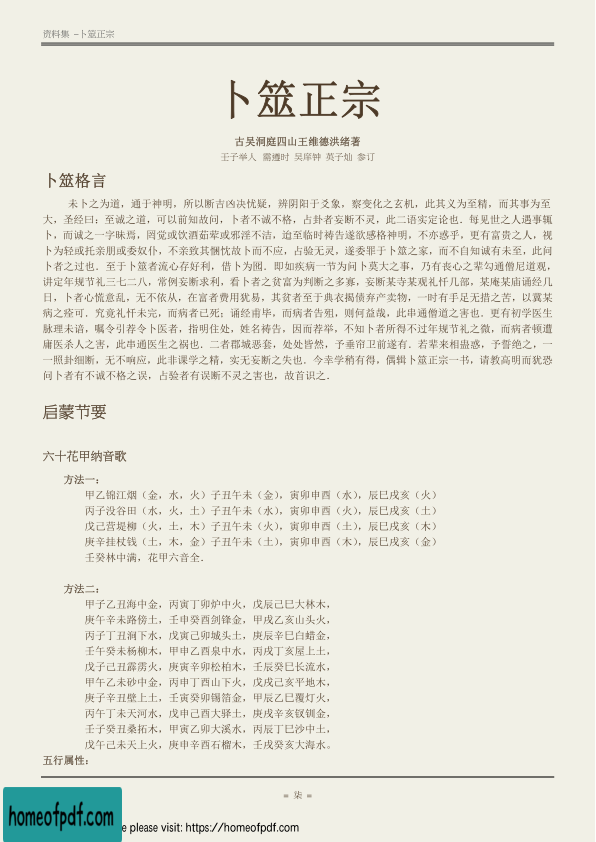 资料集 -卜筮正宗
卜筮正宗
古吴洞庭四山王维德洪绪著
壬子举人 需遵时 吴庠钟 英子灿 参订
卜筮格言
未卜之为道，通于神明，所以断吉凶决忧疑，辨阴阳于爻象，察变化之玄机，此其义为至精，而其事为至
大，圣经曰：至诚之道，可以前知故问，卜者不诚不格，占卦者妄断不灵，此二语实定论也．每见世之人遇事辄
卜，而诚之一字昧焉，罔觉或饮酒茹荤或邪淫不洁，迨至临时祷告遂欲感格神明，不亦惑乎，更有富贵之人，视
卜为轻或托亲朋或委奴仆，不亲致其悃忱故卜而不应，占验无灵，遂委罪于卜筮之家，而不自知诚有未至，此问
卜者之过也．至于卜筮者流心存好利，借卜为囮．即如疾病一节为问卜莫大之事，乃有丧心之辈勾通僧尼道观，
讲定年规节礼三七二八，常例妄断求利，看卜者之贫富为判断之多寡，妄断某寺某观礼忏几部，某庵某庙诵经几
日，卜者心慌意乱，无不依从，在富者费用犹易，其贫者至于典衣揭债弃产卖物，一时有手足无措之苦，以冀某
病之痊可．究竟礼忏未完，而病者已死；诵经甫毕，而病者告殂，则何益哉，此串通僧道之害也．更有初学医生
脉理未谙，嘱令引荐令卜医者，指明住处，姓名祷告，因而荐举，不知卜者所得不过年规节礼之微，而病者顿遭
庸医杀人之害，此串通医生之祸也．二者郡城恶套，处处皆然，予垂帘卫前遂有．若辈来相蛊惑，予誓绝之，一
一照卦细断，无不响应，此非课学之精，实无妄断之失也．今幸学稍有得，偶辑卜筮正宗一书，请教高明而犹恐
问卜者有不诚不格之误，占验者有误断不灵之害也，故首识之．
启蒙节要
六十花甲纳音歌
方法一：
甲乙锦江烟（金，水，火）子丑午未（金），寅卯申酉（水），辰巳戌亥（火）
丙子没谷田（水，火，土）子丑午未（水），寅卯申酉（火），辰巳戌亥（土）
戊己营堤柳（火，土，木）子丑午未（火），寅卯申酉（土），辰巳戌亥（木）
庚辛挂杖钱（土，木，金）子丑午未（土），寅卯申酉（木），辰巳戌亥（金）
壬癸林中满，花甲六音全．
方法二：
甲子乙丑海中金，丙寅丁卯炉中火，戊辰己巳大林木，
庚午辛未路傍土，壬申癸酉剑锋金，甲戌乙亥山头火，
丙子丁丑涧下水，戊寅己卯城头土，庚辰辛巳白蜡金，
壬午癸未杨柳木，甲申乙酉泉中水，丙戌丁亥屋上土，
戊子己丑霹雳火，庚寅辛卯松柏木，壬辰癸巳长流水，
甲午乙未砂中金，丙申丁酉山下火，戊戌己亥平地木，
庚子辛丑壁上土，壬寅癸卯锡箔金，甲辰乙巳覆灯火，
丙午丁未天河水，戊申己酉大驿土，庚戌辛亥钗钏金，
壬子癸丑桑拓木，甲寅乙卯大溪水，丙辰丁巳沙中土，
戊午己未天上火，庚申辛酉石榴木，壬戌癸亥大海水。
五行属性：
= 柒 =
homeofpdf.com
e please visit: https://homeofpdf.com